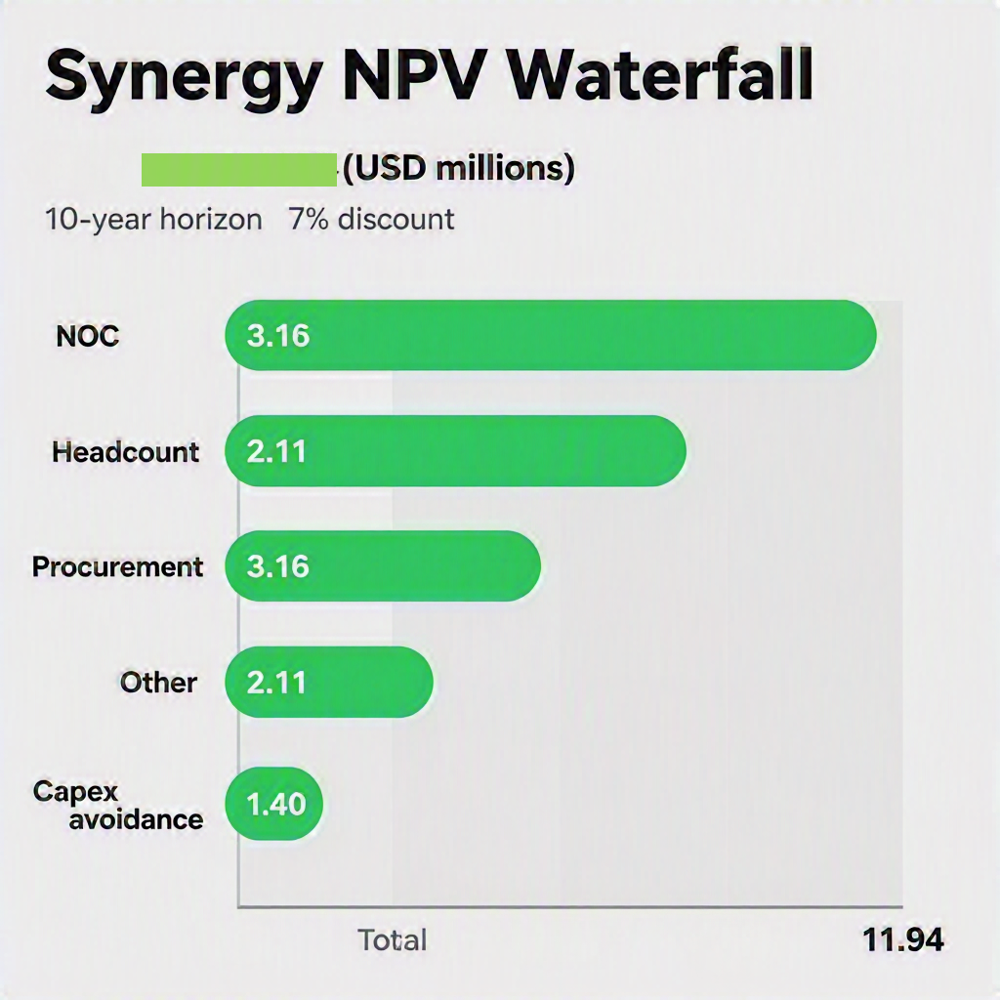 Synergy NPV Waterfall
(USD millions)
10-year horizon 7% discount
NOC 3.16
Headcount 2.11
Procurement 3.16
Other 2.11
Capex
avoidance 1.40
Total 11.94